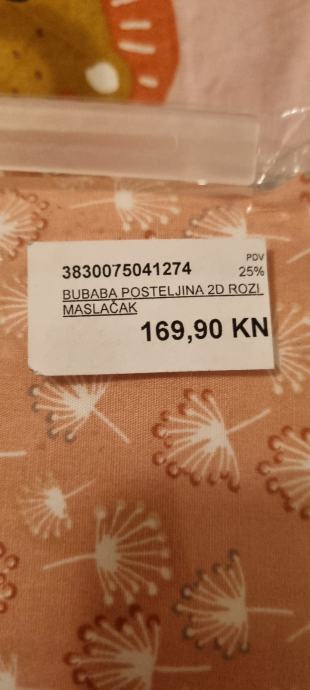 3830075041274
PDV
25%
BUBABA POSTELJINA 2D ROZI
MASLAČAK
169,90 KN